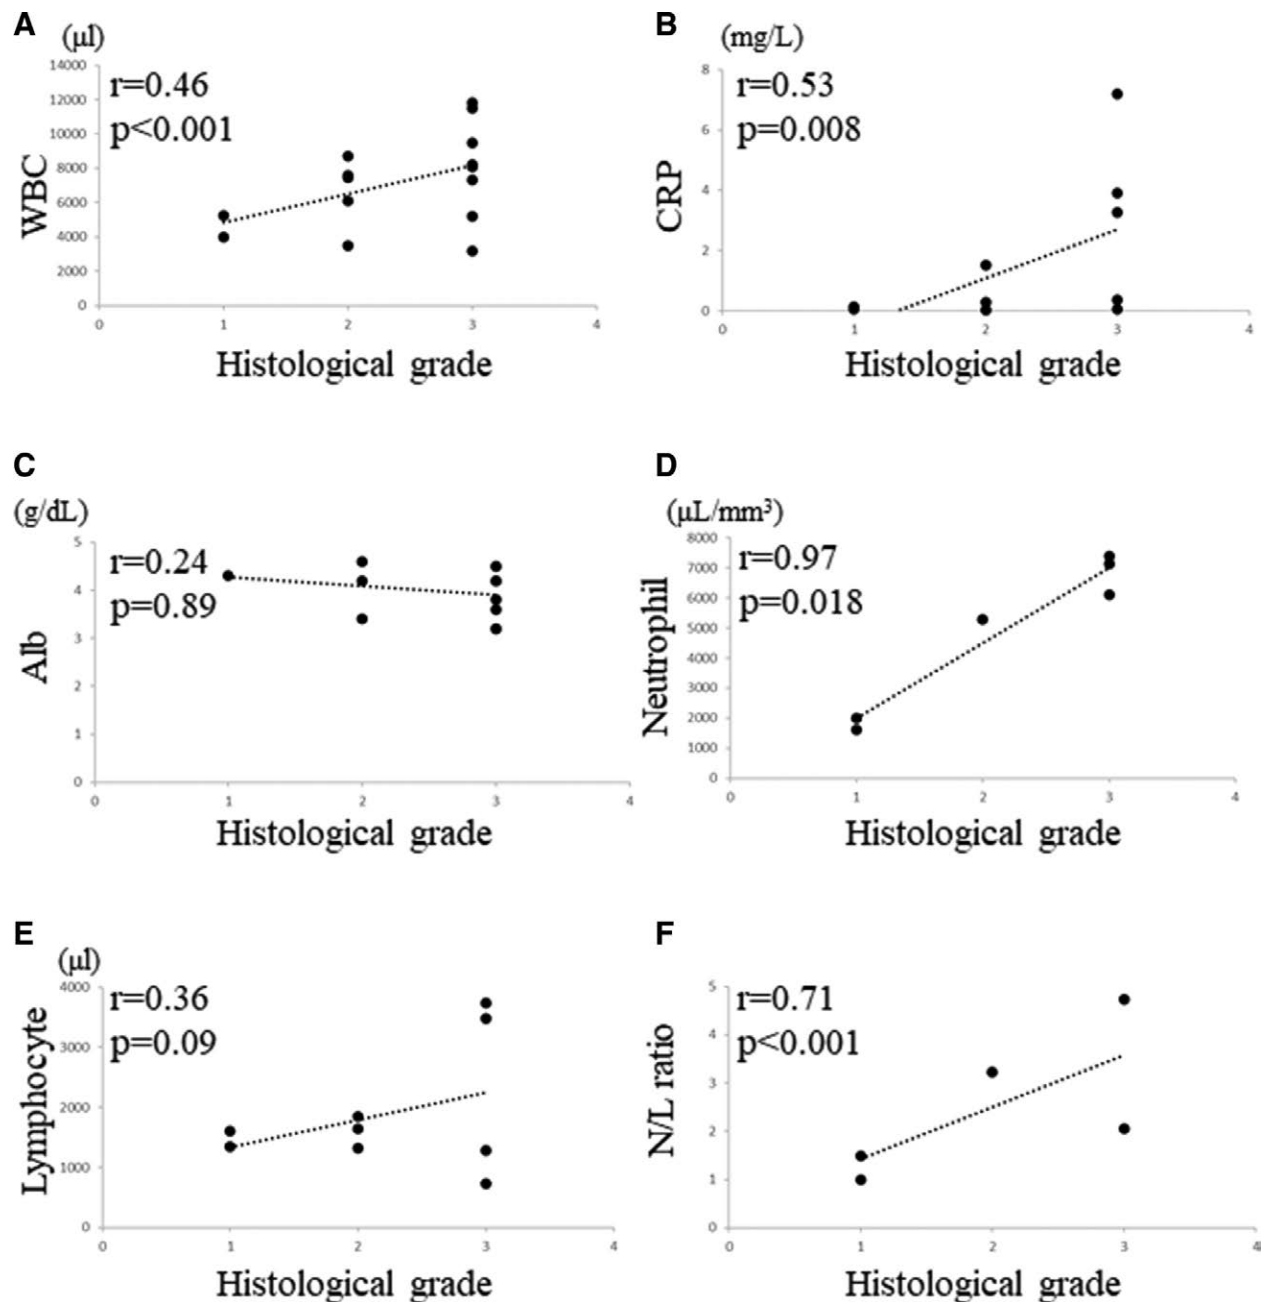 A
(μl)
WBC
14000
12000
10000
8000
6000
4000
2000
0
r=0.46
p<0.001
0 1 2 3 4
Histological grade
B
(mg/L)
CRP
8
6
4
2
0
r=0.53
p=0.008
0 1 2 3 4
Histological grade
C
(g/dL)
Alb
5
4
3
2
1
0
r=0.24
p=0.89
0 1 2 3 4
Histological grade
D
(μL/mm³)
Neutrophil
8000
7000
6000
5000
4000
3000
2000
1000
0
r=0.97
p=0.018
0 1 2 3 4
Histological grade
E
(μl)
Lymphocyte
4000
3000
2000
1000
0
r=0.36
p=0.09
0 1 2 3 4
Histological grade
F
N/L ratio
5
4
3
2
1
0
r=0.71
p<0.001
0 1 2 3 4
Histological grade